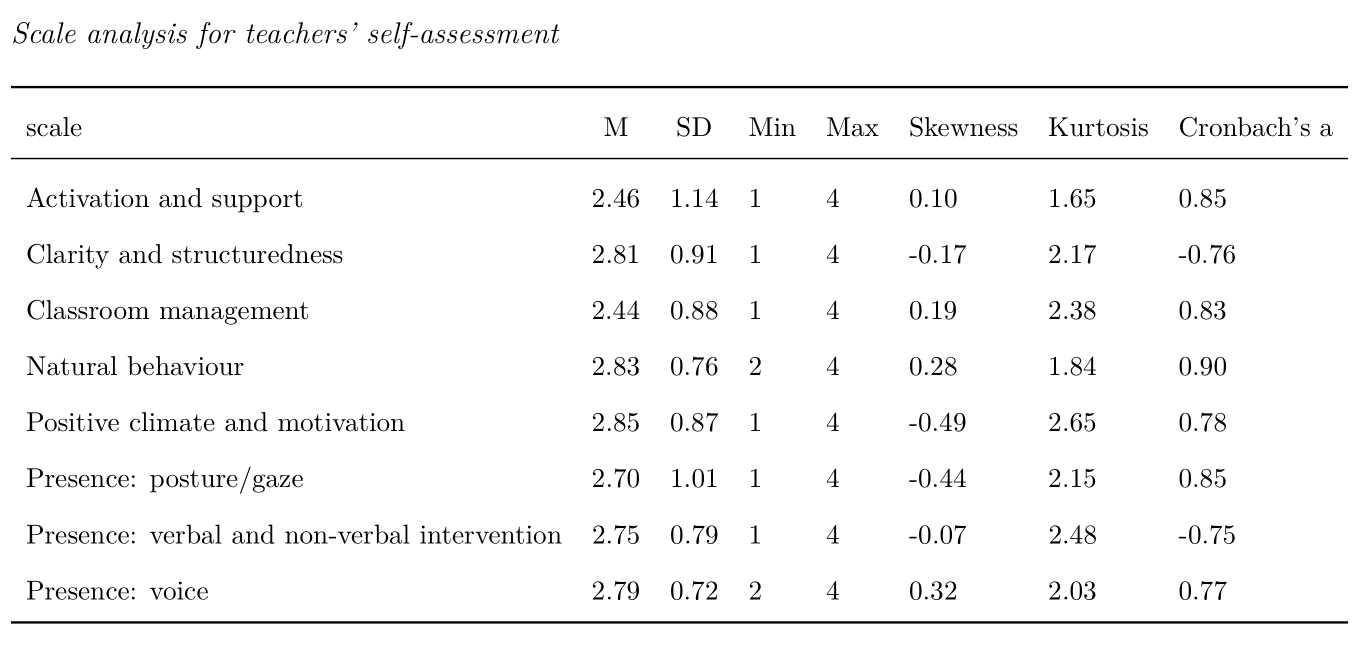 Scale analysis for teachers' self-assessment
scale M SD Min Max Skewness Kurtosis Cronbach's a
Activation and support 2.46 1.14 1 4 0.10 1.65 0.85
Clarity and structuredness 2.81 0.91 1 4 -0.17 2.17 -0.76
Classroom management 2.44 0.88 1 4 0.19 2.38 0.83
Natural behaviour 2.83 0.76 2 4 0.28 1.84 0.90
Positive climate and motivation 2.85 0.87 1 4 -0.49 2.65 0.78
Presence: posture/gaze 2.70 1.01 1 4 -0.44 2.15 0.85
Presence: verbal and non-verbal intervention 2.75 0.79 1 4 -0.07 2.48 -0.75
Presence: voice 2.79 0.72 2 4 0.32 2.03 0.77